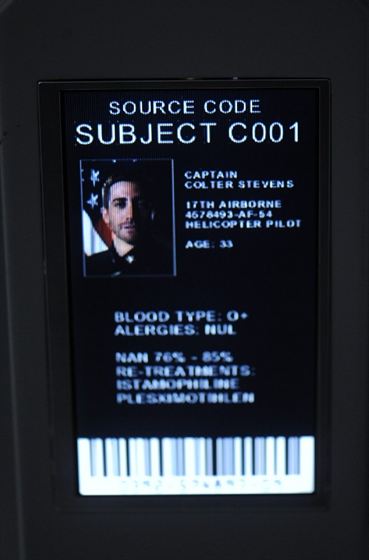 SOURCE CODE
SUBJECT C001
CAPTAIN
COLTER STEVENS
17TH AIRBORNE
4578493-AF-54
HELICOPTER PILOT
AGE: 33
BLOOD TYPE: O+
ALERGIES: NUL
NAN 76% - 85%
RE-TREATMENTS:
ISTAMOPHILINE
PLESKIMOTIHLEN